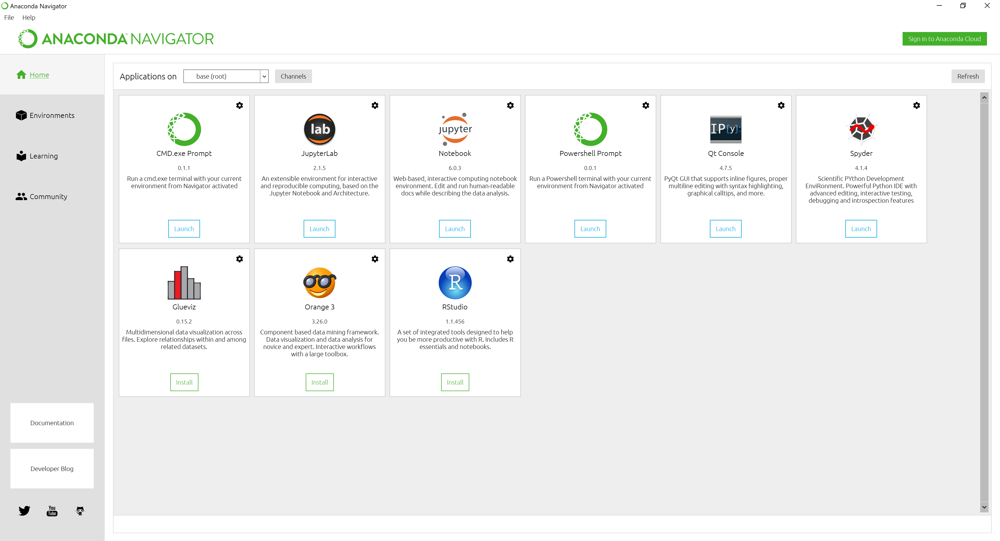 Anaconda Navigator
File Help
ANACONDA NAVIGATOR
Sign in to Anaconda Cloud
Home
Environments
Learning
Community
Documentation
Developer Blog
You
Tube
Applications on base (root) Channels Refresh
CMD.exe Prompt
0.1.1
Run a cmd.exe terminal with your current
environment from Navigator activated
Launch
lab
JupyterLab
2.1.5
An extensible environment for interactive
and reproducible computing, based on the
Jupyter Notebook and Architecture.
Launch
jupyter
Notebook
6.0.3
Web-based, interactive computing notebook
environment. Edit and run human-readable
docs while describing the data analysis.
Launch
Powershell Prompt
0.0.1
Run a Powershell terminal with your current
environment from Navigator activated
Launch
IP[y]:
Qt Console
4.7.5
PyQt GUI that supports inline figures, proper
multiline editing with syntax highlighting,
graphical calltips, and more.
Launch
Spyder
4.1.4
Scientific PYthon Development
EnviRonment. Powerful Python IDE with
advanced editing, interactive testing,
debugging and introspection features
Launch
Glueviz
0.15.2
Multidimensional data visualization across
files. Explore relationships within and among
related datasets.
Install
Orange 3
3.26.0
Component based data mining framework.
Data visualization and data analysis for
novice and expert. Interactive workflows
with a large toolbox.
Install
R
RStudio
1.1.456
A set of integrated tools designed to help
you be more productive with R. Includes R
essentials and notebooks.
Install